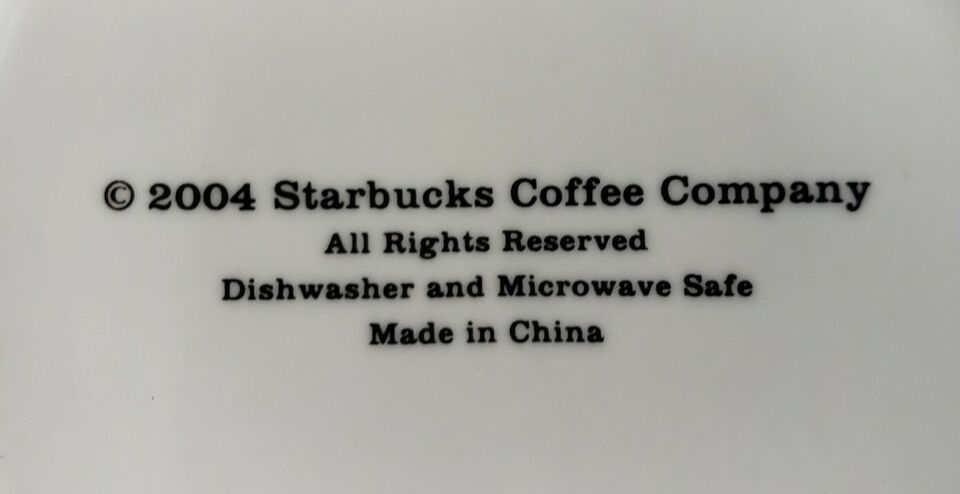 © 2004 Starbucks Coffee Company
All Rights Reserved
Dishwasher and Microwave Safe
Made in China